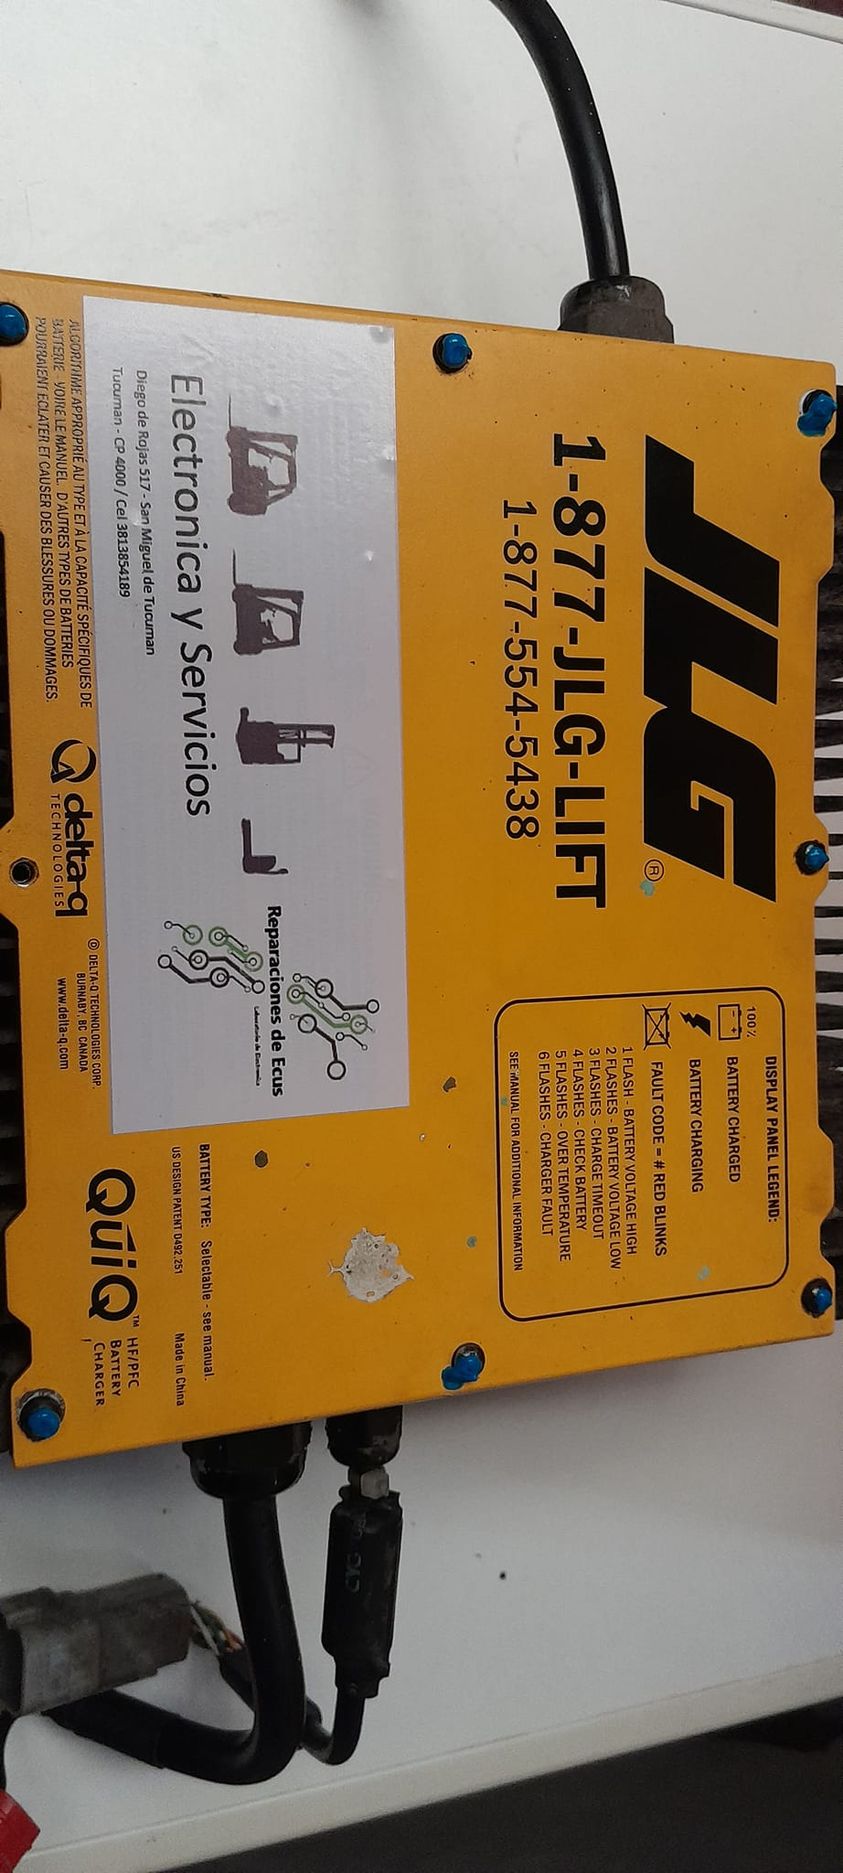 JLG®
1-877-JLG-LIFT
1-877-554-5438
DISPLAY PANEL LEGEND:
100%
BATTERY CHARGED
BATTERY CHARGING
FAULT CODE = # RED BLINKS
1 FLASH - BATTERY VOLTAGE HIGH
2 FLASHES - BATTERY VOLTAGE LOW
3 FLASHES - CHARGE TIMEOUT
4 FLASHES - CHECK BATTERY
5 FLASHES - OVER TEMPERATURE
6 FLASHES - CHARGER FAULT
SEE MANUAL FOR ADDITIONAL INFORMATION
Reparaciones de Ecus
Laboratorio de Electronica
Electronica y Servicios
Diego de Rojas 517 - San Miguel de Tucuman
Tucuman - CP 4000 / Cel 3813854189
BATTERY TYPE: Selectable - see manual.
US DESIGN PATENT D492,251
Made in China
QuiQ™ HF/PFC
BATTERY
CHARGER
ALGORITHME APPROPRIÉ AU TYPE ET À LA CAPACITÉ SPÉCIFIQUES DE
BATTERIE - VOIRE LE MANUEL. D'AUTRES TYPES DE BATTERIES
POURRAIENT ECLATER ET CAUSER DES BLESSURES OU DOMMAGES.
delta-q
TECHNOLOGIES
© DELTA-Q TECHNOLOGIES CORP.
BURNABY, BC CANADA
www.delta-q.com